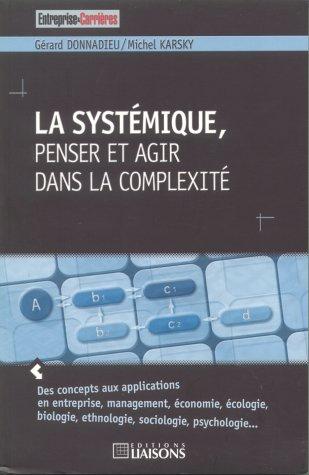 Entreprise&Carrières
Gérard DONNADIEU/Michel KARSKY
LA SYSTÉMIQUE,
PENSER ET AGIR
DANS LA COMPLEXITÉ
A
b1
c1
b2
c2
d
Des concepts aux applications
en entreprise, management, économie, écologie,
biologie, ethnologie, sociologie, psychologie...
EDITIONS
LIAISONS